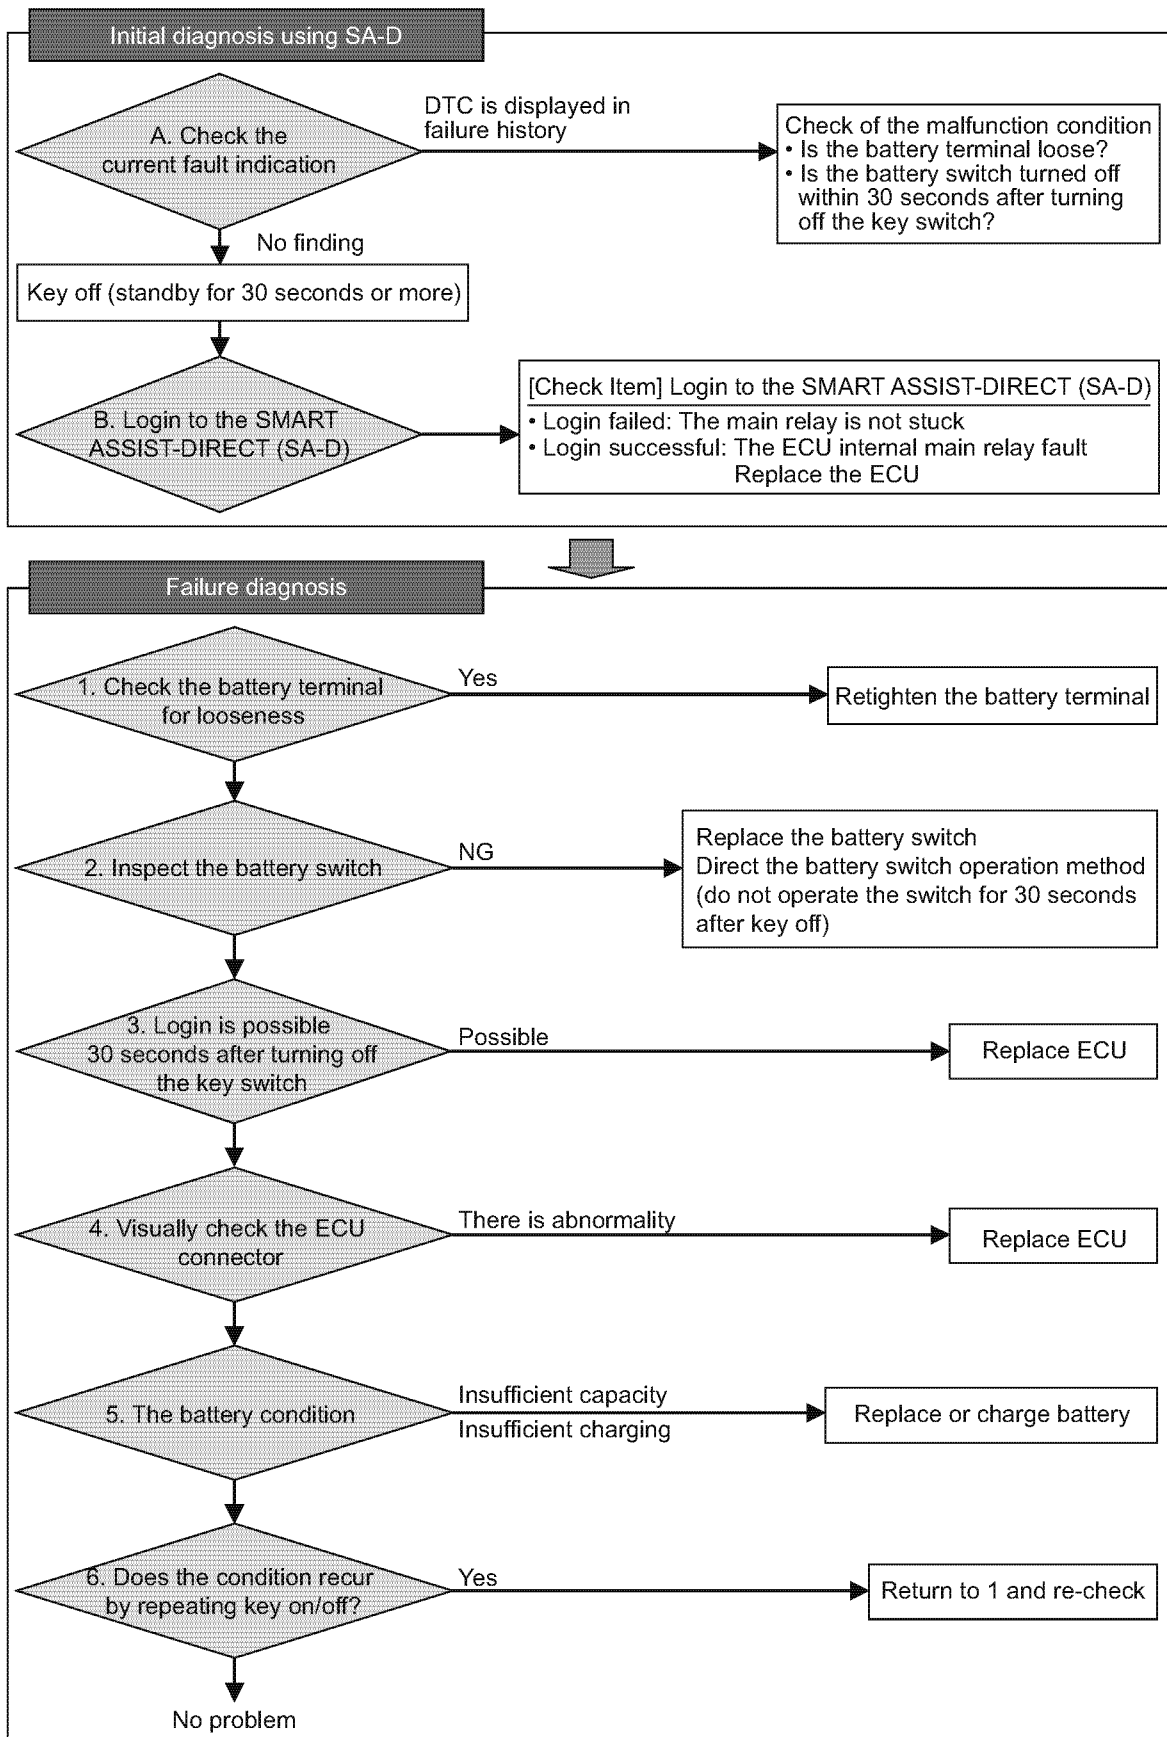 Initial diagnosis using SA-D
A. Check the
current fault indication
DTC is displayed in
failure history
Check of the malfunction condition
• Is the battery terminal loose?
• Is the battery switch turned off
within 30 seconds after turning
off the key switch?
No finding
Key off (standby for 30 seconds or more)
B. Login to the SMART
ASSIST-DIRECT (SA-D)
[Check Item] Login to the SMART ASSIST-DIRECT (SA-D)
• Login failed: The main relay is not stuck
• Login successful: The ECU internal main relay fault
Replace the ECU
Failure diagnosis
1. Check the battery terminal
for looseness
Yes
Retighten the battery terminal
2. Inspect the battery switch
NG
Replace the battery switch
Direct the battery switch operation method
(do not operate the switch for 30 seconds
after key off)
3. Login is possible
30 seconds after turning off
the key switch
Possible
Replace ECU
4. Visually check the ECU
connector
There is abnormality
Replace ECU
5. The battery condition
Insufficient capacity
Insufficient charging
Replace or charge battery
6. Does the condition recur
by repeating key on/off?
Yes
Return to 1 and re-check
No problem